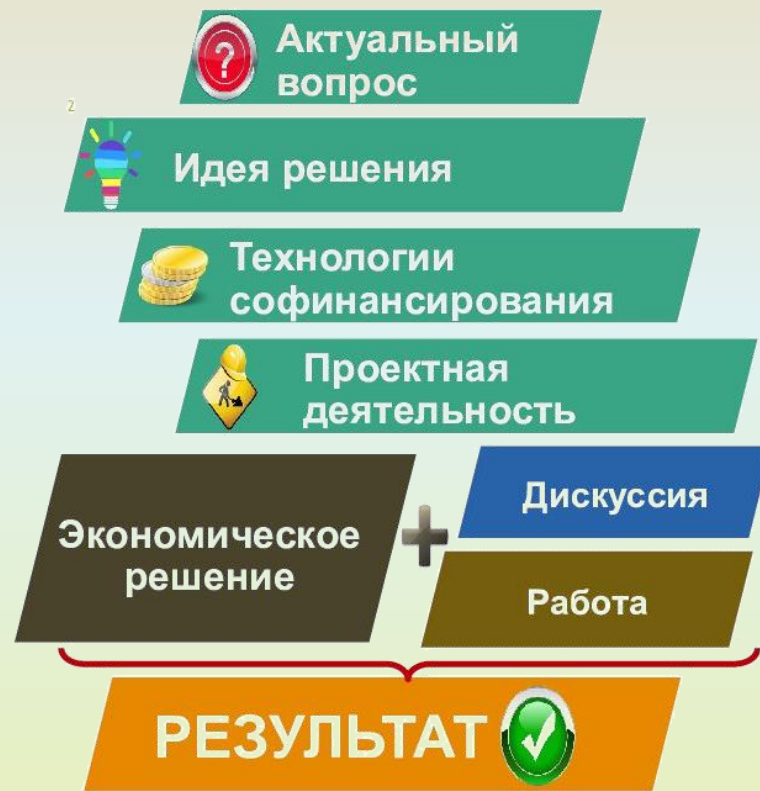 ?
Актуальный
вопрос
2
Идея решения
Технологии
софинансирования
Проектная
деятельность
Экономическое
решение
+
Дискуссия
Работа
РЕЗУЛЬТАТ